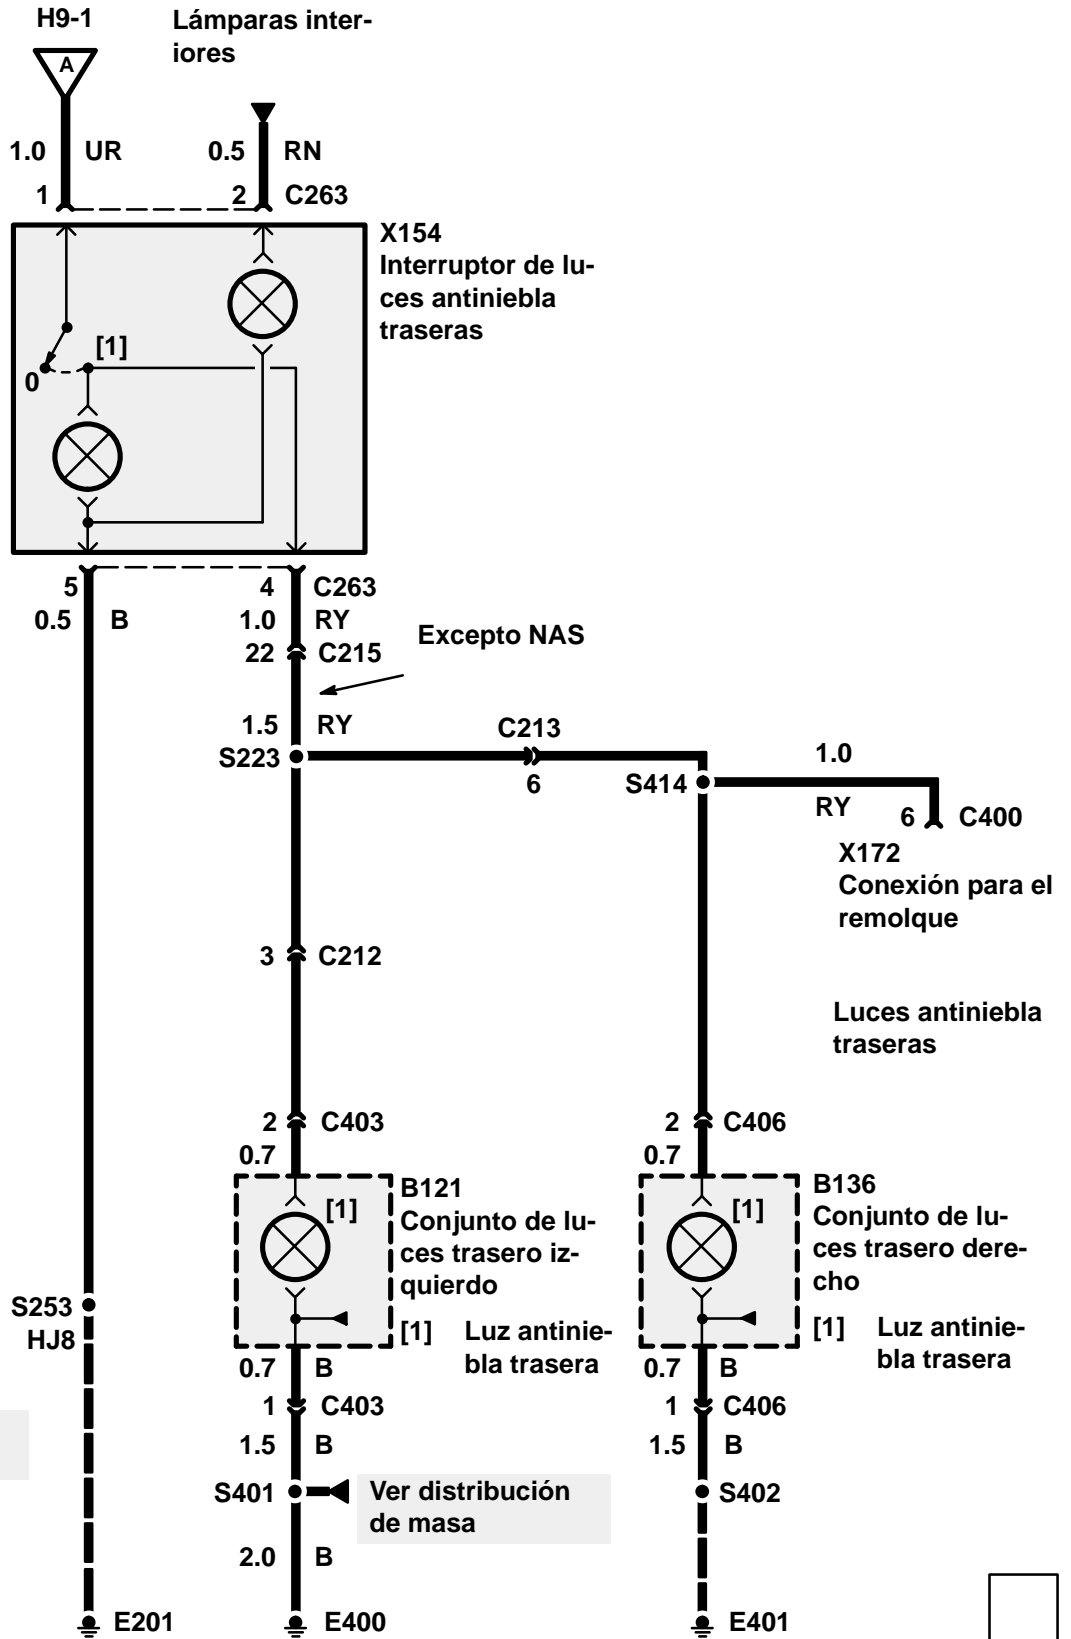 H9-1
Lámparas inter-
iores
A
1.0 UR 0.5 RN
1 2 C263
X154
Interruptor de lu-
ces antiniebla
traseras
[1]
0
5 4 C263
0.5 B 1.0 RY
Excepto NAS
22 C215
1.5 RY C213
S223 1.0
6 S414
RY 6 C400
X172
Conexión para el
remolque
3 C212
Luces antiniebla
traseras
2 C403 2 C406
0.7 0.7
B121
Conjunto de lu-
ces trasero iz-
quierdo
[1]
[1] Luz antinie-
bla trasera
B136
Conjunto de lu-
ces trasero dere-
cho
[1]
[1] Luz antinie-
bla trasera
S253
HJ8
0.7 B 0.7 B
1 C403 1 C406
1.5 B 1.5 B
S401 Ver distribución
de masa
S402
2.0 B
E201 E400 E401